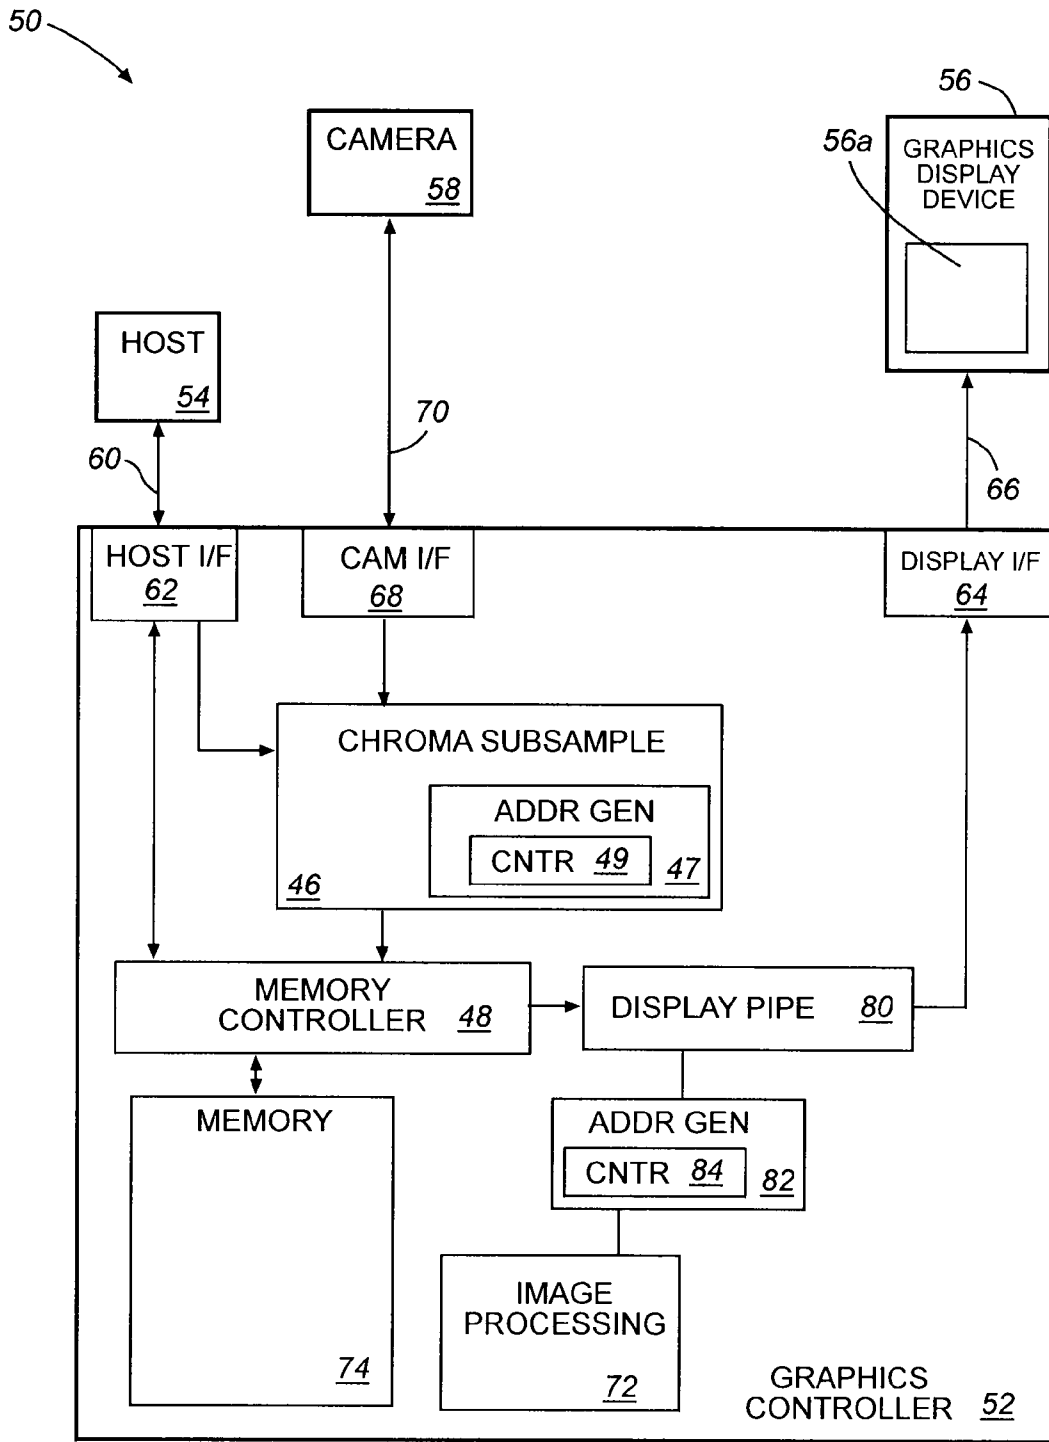 50
CAMERA
58
56
56a
GRAPHICS
DISPLAY
DEVICE
HOST
54
60
70
66
HOST I/F
62
CAM I/F
68
DISPLAY I/F
64
CHROMA SUBSAMPLE
ADDR GEN
CNTR 49
47
46
MEMORY
CONTROLLER 48
DISPLAY PIPE 80
MEMORY
74
ADDR GEN
CNTR 84
82
IMAGE
PROCESSING
72
GRAPHICS
CONTROLLER 52